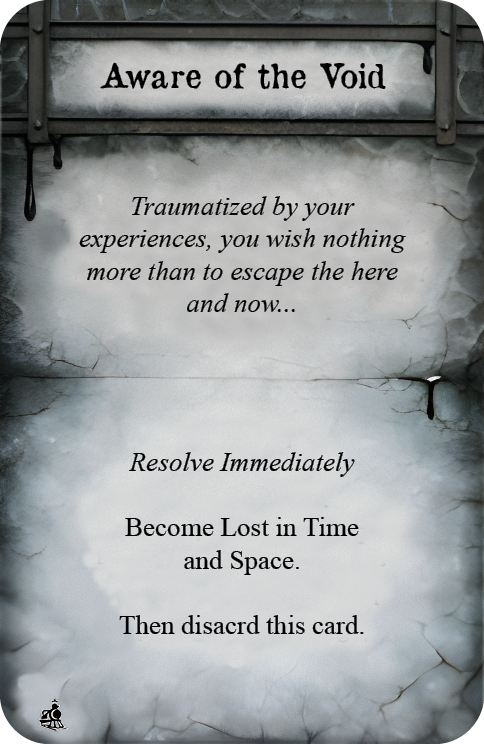 Aware of the Void
Traumatized by your
experiences, you wish nothing
more than to escape the here
and now...
Resolve Immediately
Become Lost in Time
and Space.
Then disacrd this card.